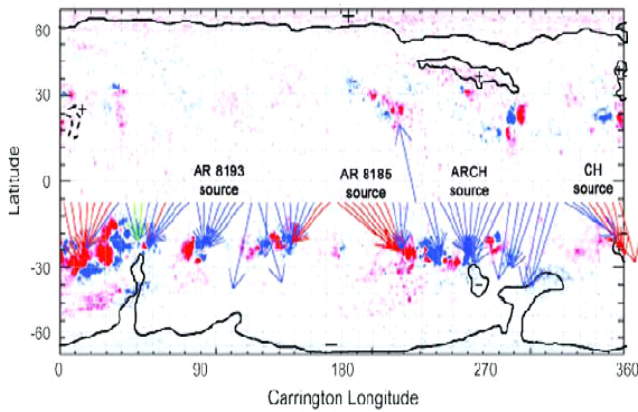 60
30
0
-30
-60
Latitude
+
+
+
AR 8193
source
AR 8185
source
ARCH
source
CH
source
−
−
0
90
180
270
360
Carrington Longitude